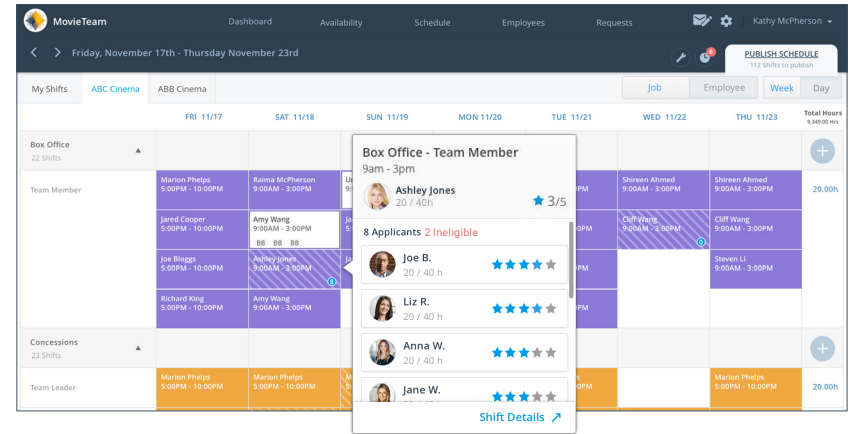 MovieTeam
Dashboard Availability Schedule Employees Requests Kathy McPherson
Friday, November 17th - Thursday November 23rd
6
PUBLISH SCHEDULE
112 Shifts to publish
My Shifts ABC Cinema ABB Cinema
Job Employee Week Day
FRI 11/17 SAT 11/18 SUN 11/19 MON 11/20 TUE 11/21 WED 11/22 THU 11/23
Total Hours
9,349.00 Hrs
Box Office
22 Shifts
Team Member
Marion Phelps
5:00PM - 10:00PM
Raima McPherson
9:00AM - 3:00PM
Shireen Ahmed
9:00AM - 3:00PM
Shireen Ahmed
9:00AM - 3:00PM
20.00h
Jared Cooper
5:00PM - 10:00PM
Amy Wang
9:00AM - 3:00PM
BB BB BB
Cliff Wang
9:00AM - 3:00PM
Cliff Wang
9:00AM - 3:00PM
Joe Bloggs
5:00PM - 10:00PM
Ashley Jones
9:00AM - 3:00PM
8
Steven Li
9:00AM - 3:00PM
Richard King
5:00PM - 10:00PM
Amy Wang
9:00AM - 3:00PM
Box Office - Team Member
9am - 3pm
Ashley Jones
20 / 40h
3/5
8 Applicants 2 Ineligible
Joe B.
20 / 40 h
Liz R.
20 / 40 h
Anna W.
20 / 40 h
Jane W.
Shift Details
Concessions
23 Shifts
Team Leader
Marion Phelps
5:00PM - 10:00PM
Marion Phelps
5:00PM - 10:00PM
Marion Phelps
5:00PM - 10:00PM
20.00h